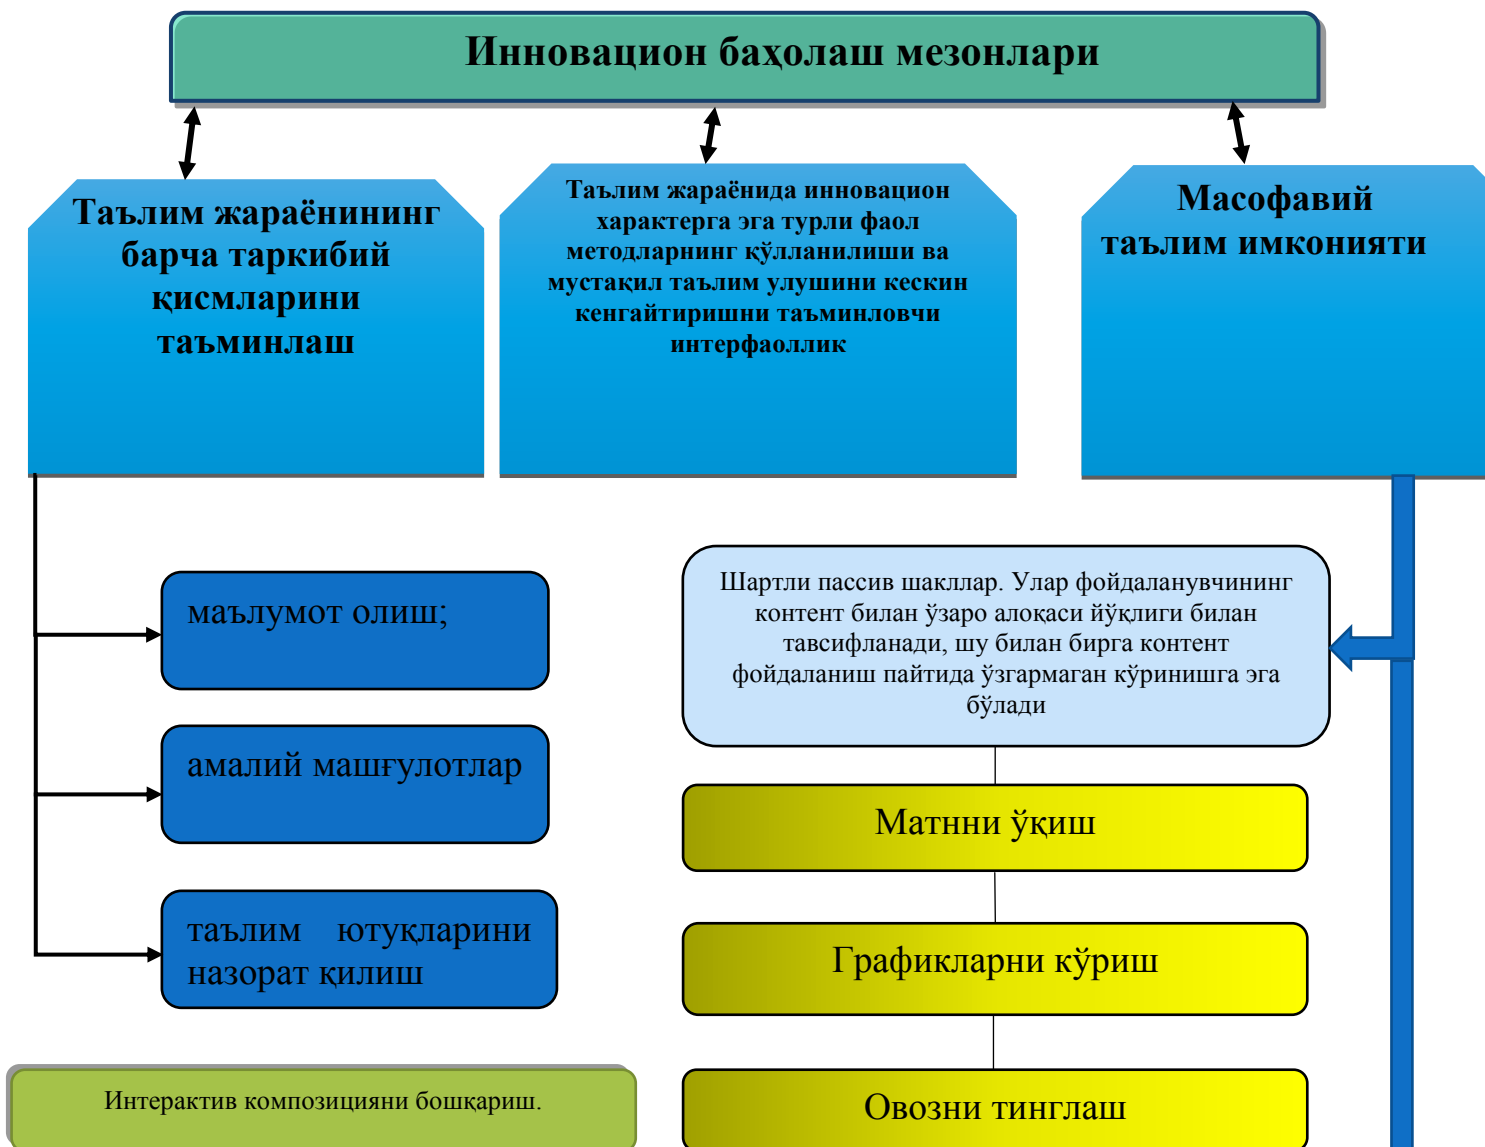 Инновацион баҳолаш мезонлари
Таълим жараёнининг
барча таркибий
қисмларини
таъминлаш
Таълим жараёнида инновацион
характерга эга турли фаол
методларнинг қўлланилиши ва
мустақил таълим улушини кескин
кенгайтиришни таъминловчи
интерфаоллик
Масофавий
таълим имконияти
маълумот олиш;
амалий машғулотлар
таълим ютуқларини
назорат қилиш
Шартли пассив шакллар. Улар фойдаланувчининг
контент билан ўзаро алоқаси йўқлиги билан
тавсифланади, шу билан бирга контент
фойдаланиш пайтида ўзгармаган кўринишга эга
бўлади
Матнни ўқиш
Графикларни кўриш
Овозни тинглаш
Интерактив композицияни бошқариш.